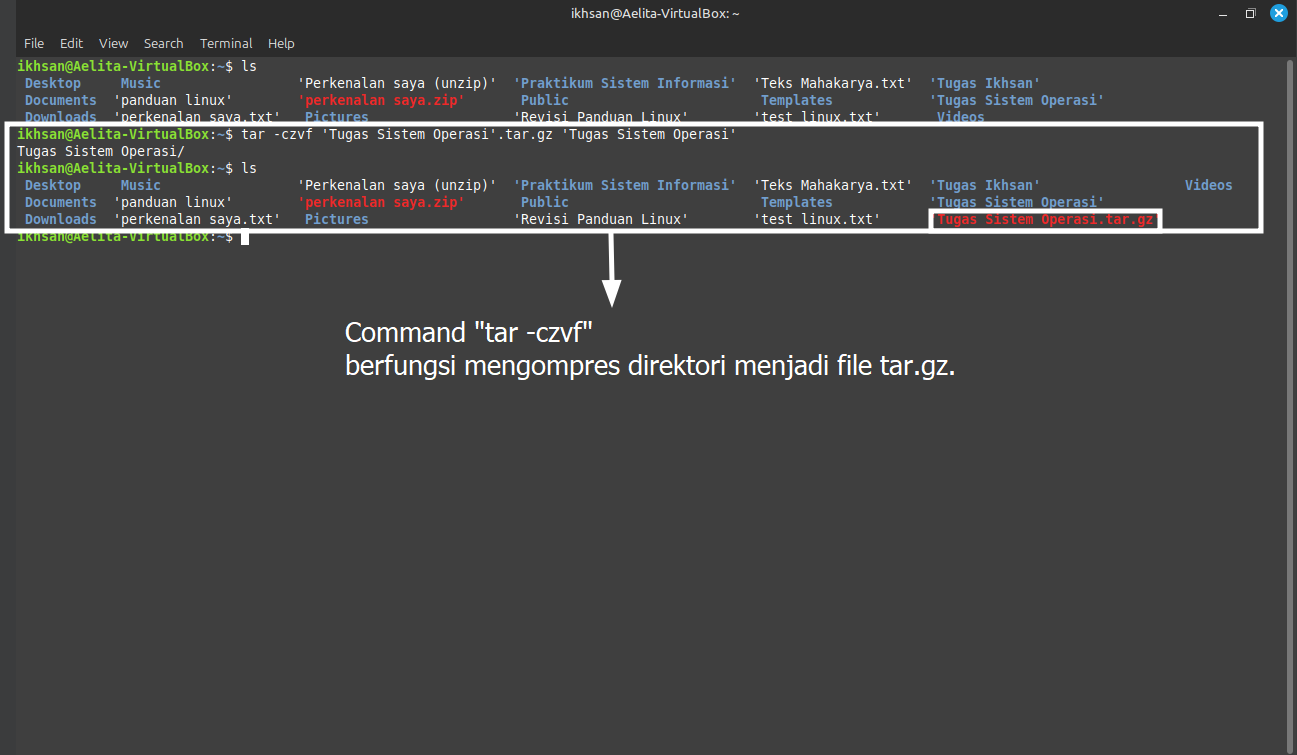 ikhsan@Aelita-VirtualBox: ~
File Edit View Search Terminal Help
ikhsan@Aelita-VirtualBox:~$ ls
Desktop Music 'Perkenalan saya (unzip)' 'Praktikum Sistem Informasi' 'Teks Mahakarya.txt' 'Tugas Ikhsan'
Documents 'panduan linux' 'perkenalan saya.zip' Public Templates 'Tugas Sistem Operasi'
Downloads 'perkenalan saya.txt' Pictures 'Revisi Panduan Linux' 'test linux.txt' Videos
ikhsan@Aelita-VirtualBox:~$ tar -czvf 'Tugas Sistem Operasi'.tar.gz 'Tugas Sistem Operasi'
Tugas Sistem Operasi/
ikhsan@Aelita-VirtualBox:~$ ls
Desktop Music 'Perkenalan saya (unzip)' 'Praktikum Sistem Informasi' 'Teks Mahakarya.txt' 'Tugas Ikhsan' Videos
Documents 'panduan linux' 'perkenalan saya.zip' Public Templates 'Tugas Sistem Operasi'
Downloads 'perkenalan saya.txt' Pictures 'Revisi Panduan Linux' 'test linux.txt' 'Tugas Sistem Operasi.tar.gz'
ikhsan@Aelita-VirtualBox:~$
Command "tar -czvf"
berfungsi mengompres direktori menjadi file tar.gz.